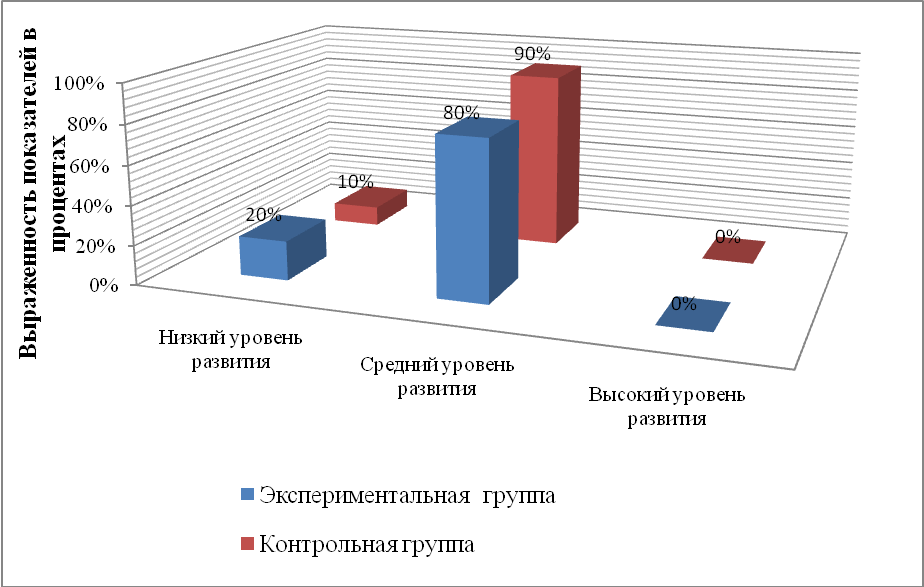 Выраженность показателей в
процентах
100%
80%
60%
40%
20%
0%
20%
10%
80%
90%
0%
0%
Низкий уровень
развития
Средний уровень
развития
Высокий уровень
развития
Экспериментальная группа
Контрольная группа